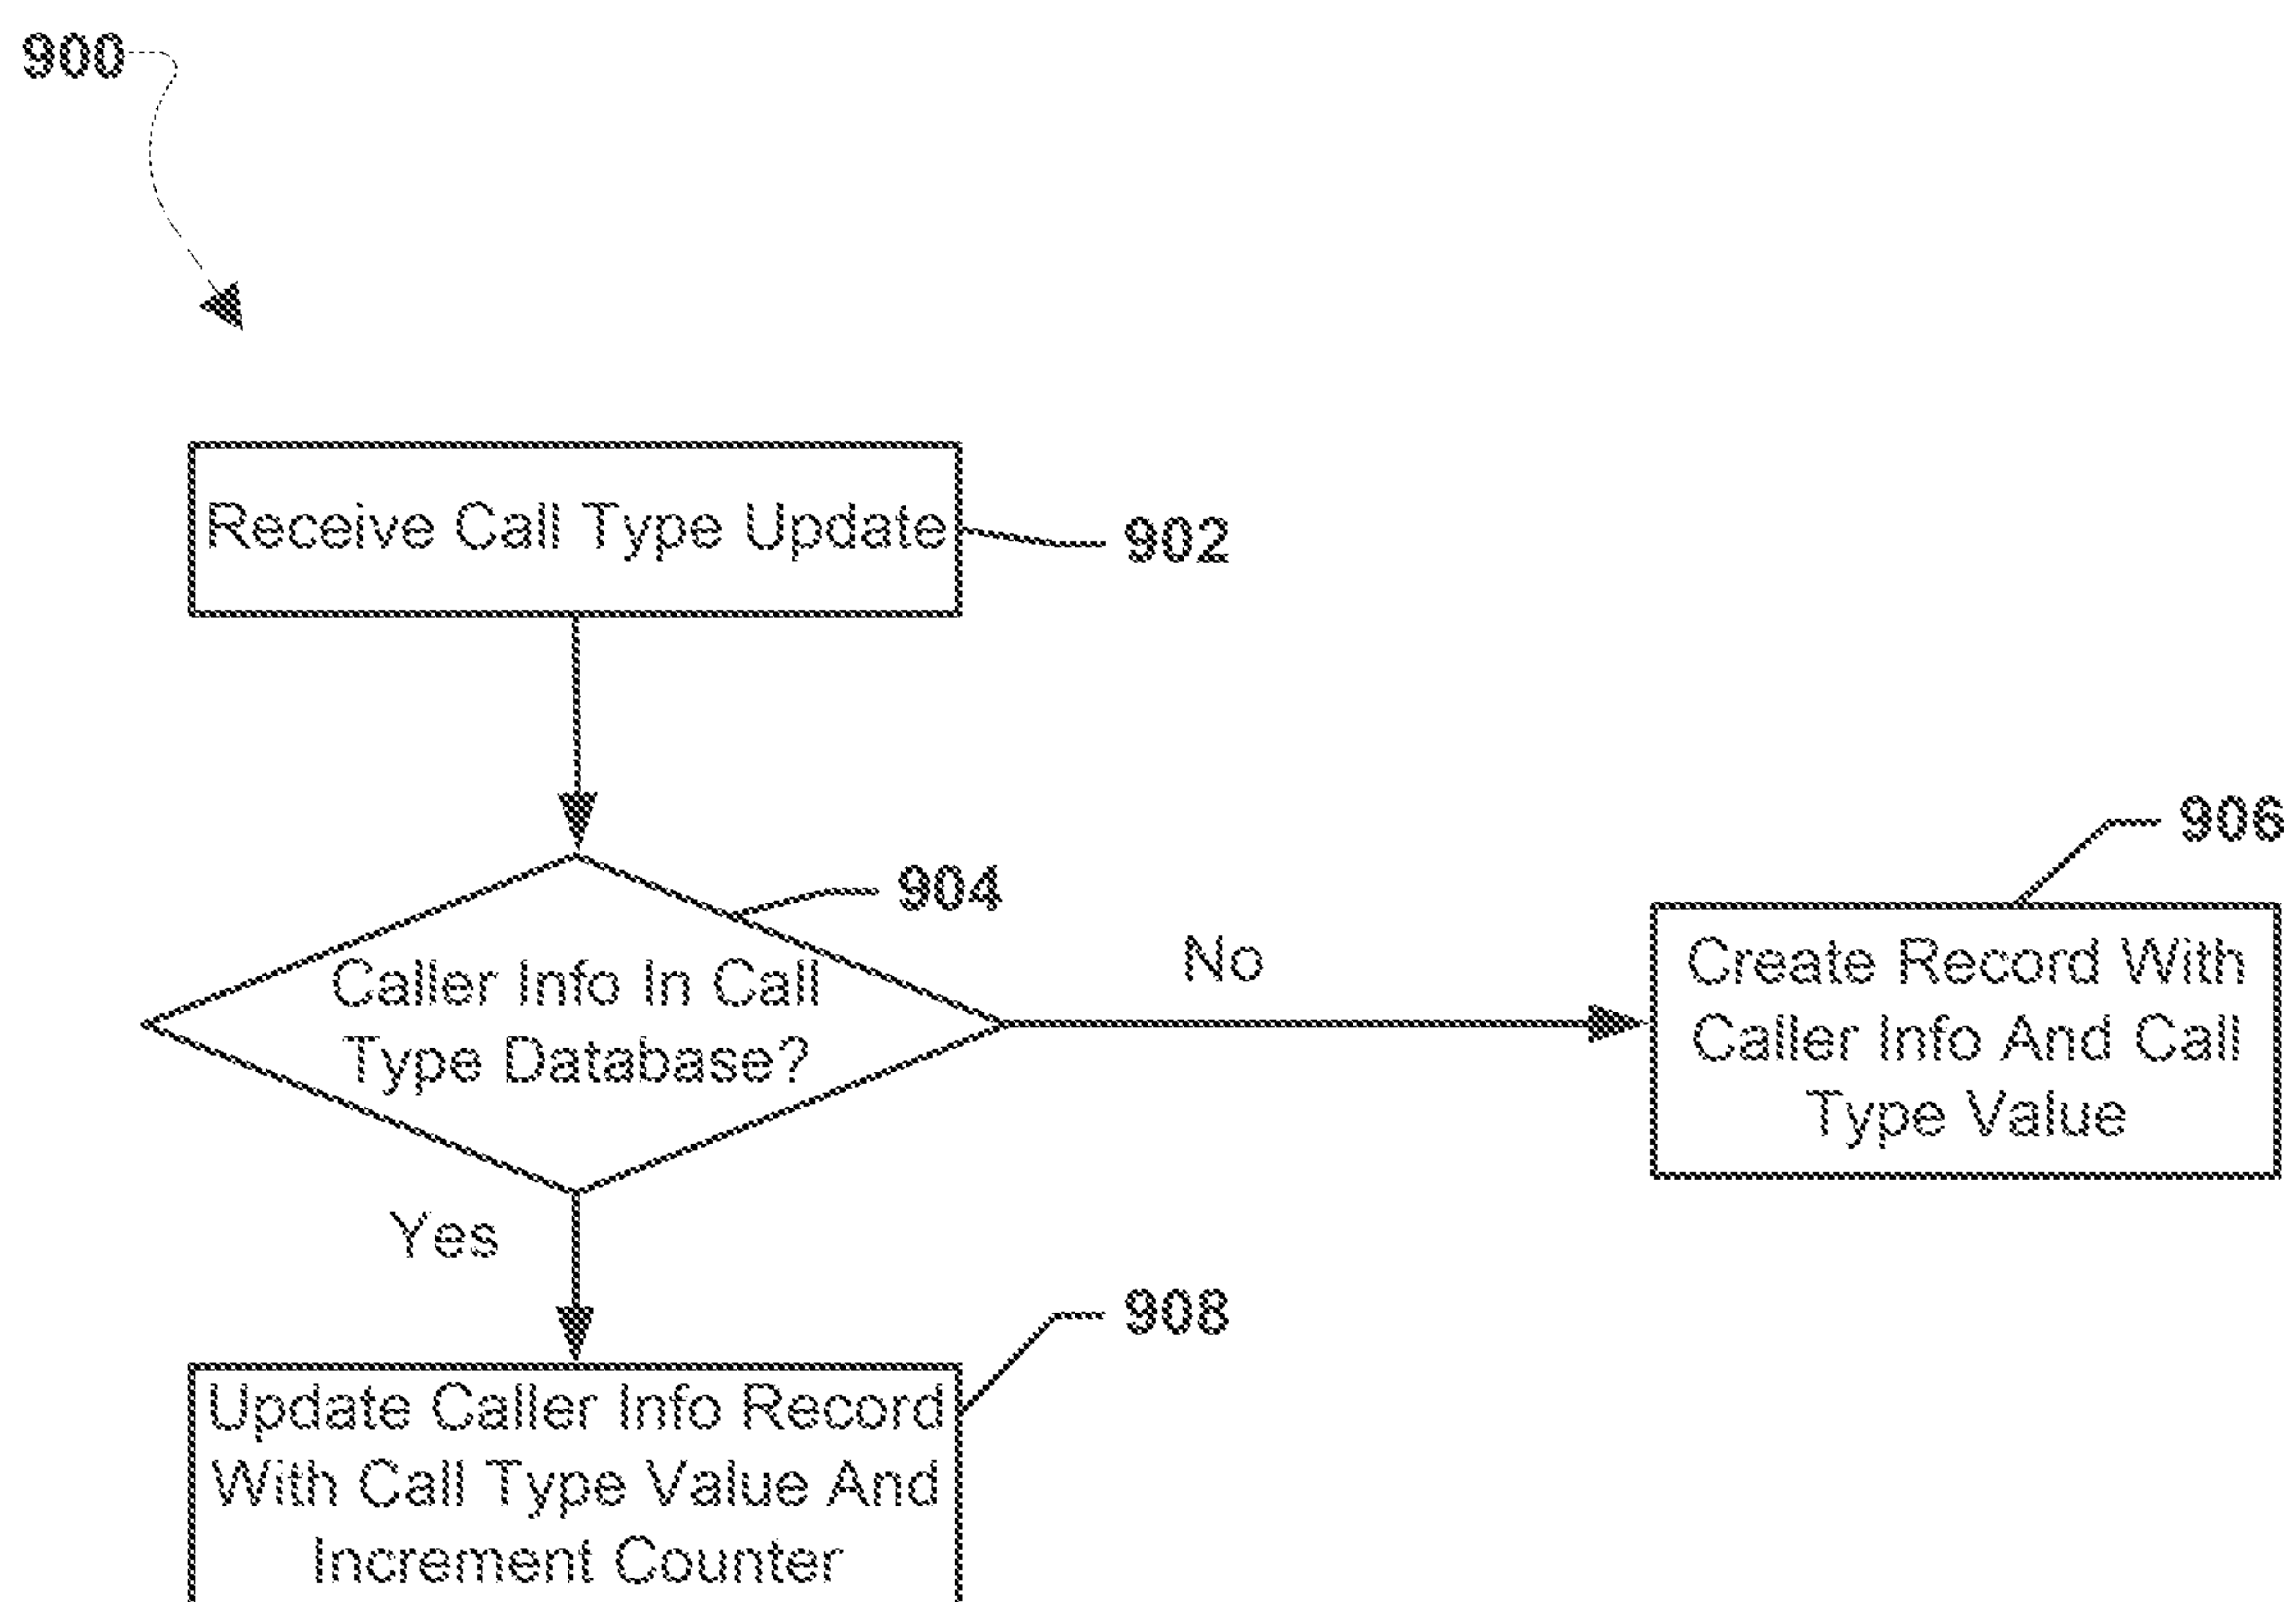 900
Receive Call Type Update
902
904
Caller Info In Call
Type Database?
No
906
Create Record With
Caller Info And Call
Type Value
Yes
908
Update Caller Info Record
With Call Type Value And
Increment Counter